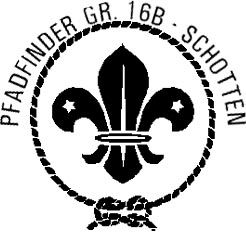 PFADFINDER GR. 16B - SCHOTTEN